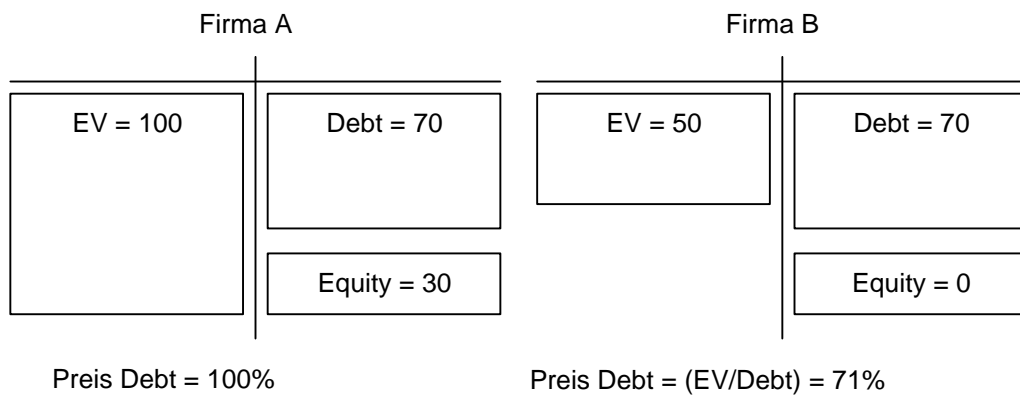 Firma A
EV = 100
Debt = 70
Equity = 30
Preis Debt = 100%
Firma B
EV = 50
Debt = 70
Equity = 0
Preis Debt = (EV/Debt) = 71%